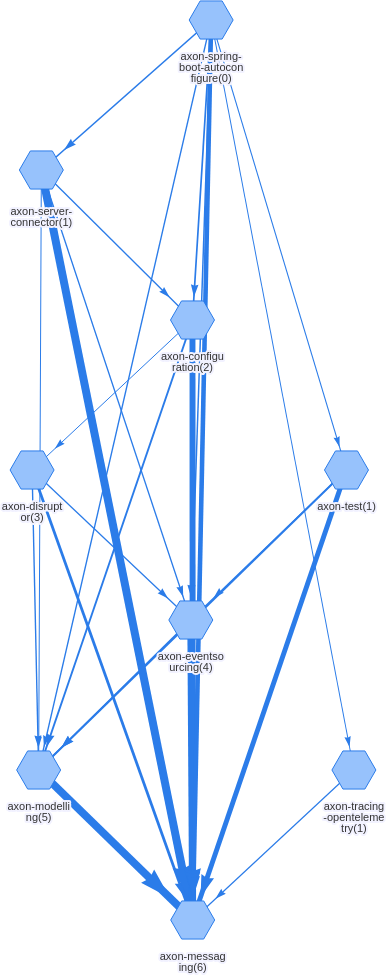 axon-spring-
boot-autocon
figure(0)
axon-server-
connector(1)
axon-configu
ration(2)
axon-disrupt
or(3)
axon-test(1)
axon-eventso
urcing(4)
axon-modelli
ng(5)
axon-tracing
-openteleme
try(1)
axon-messag
ing(6)